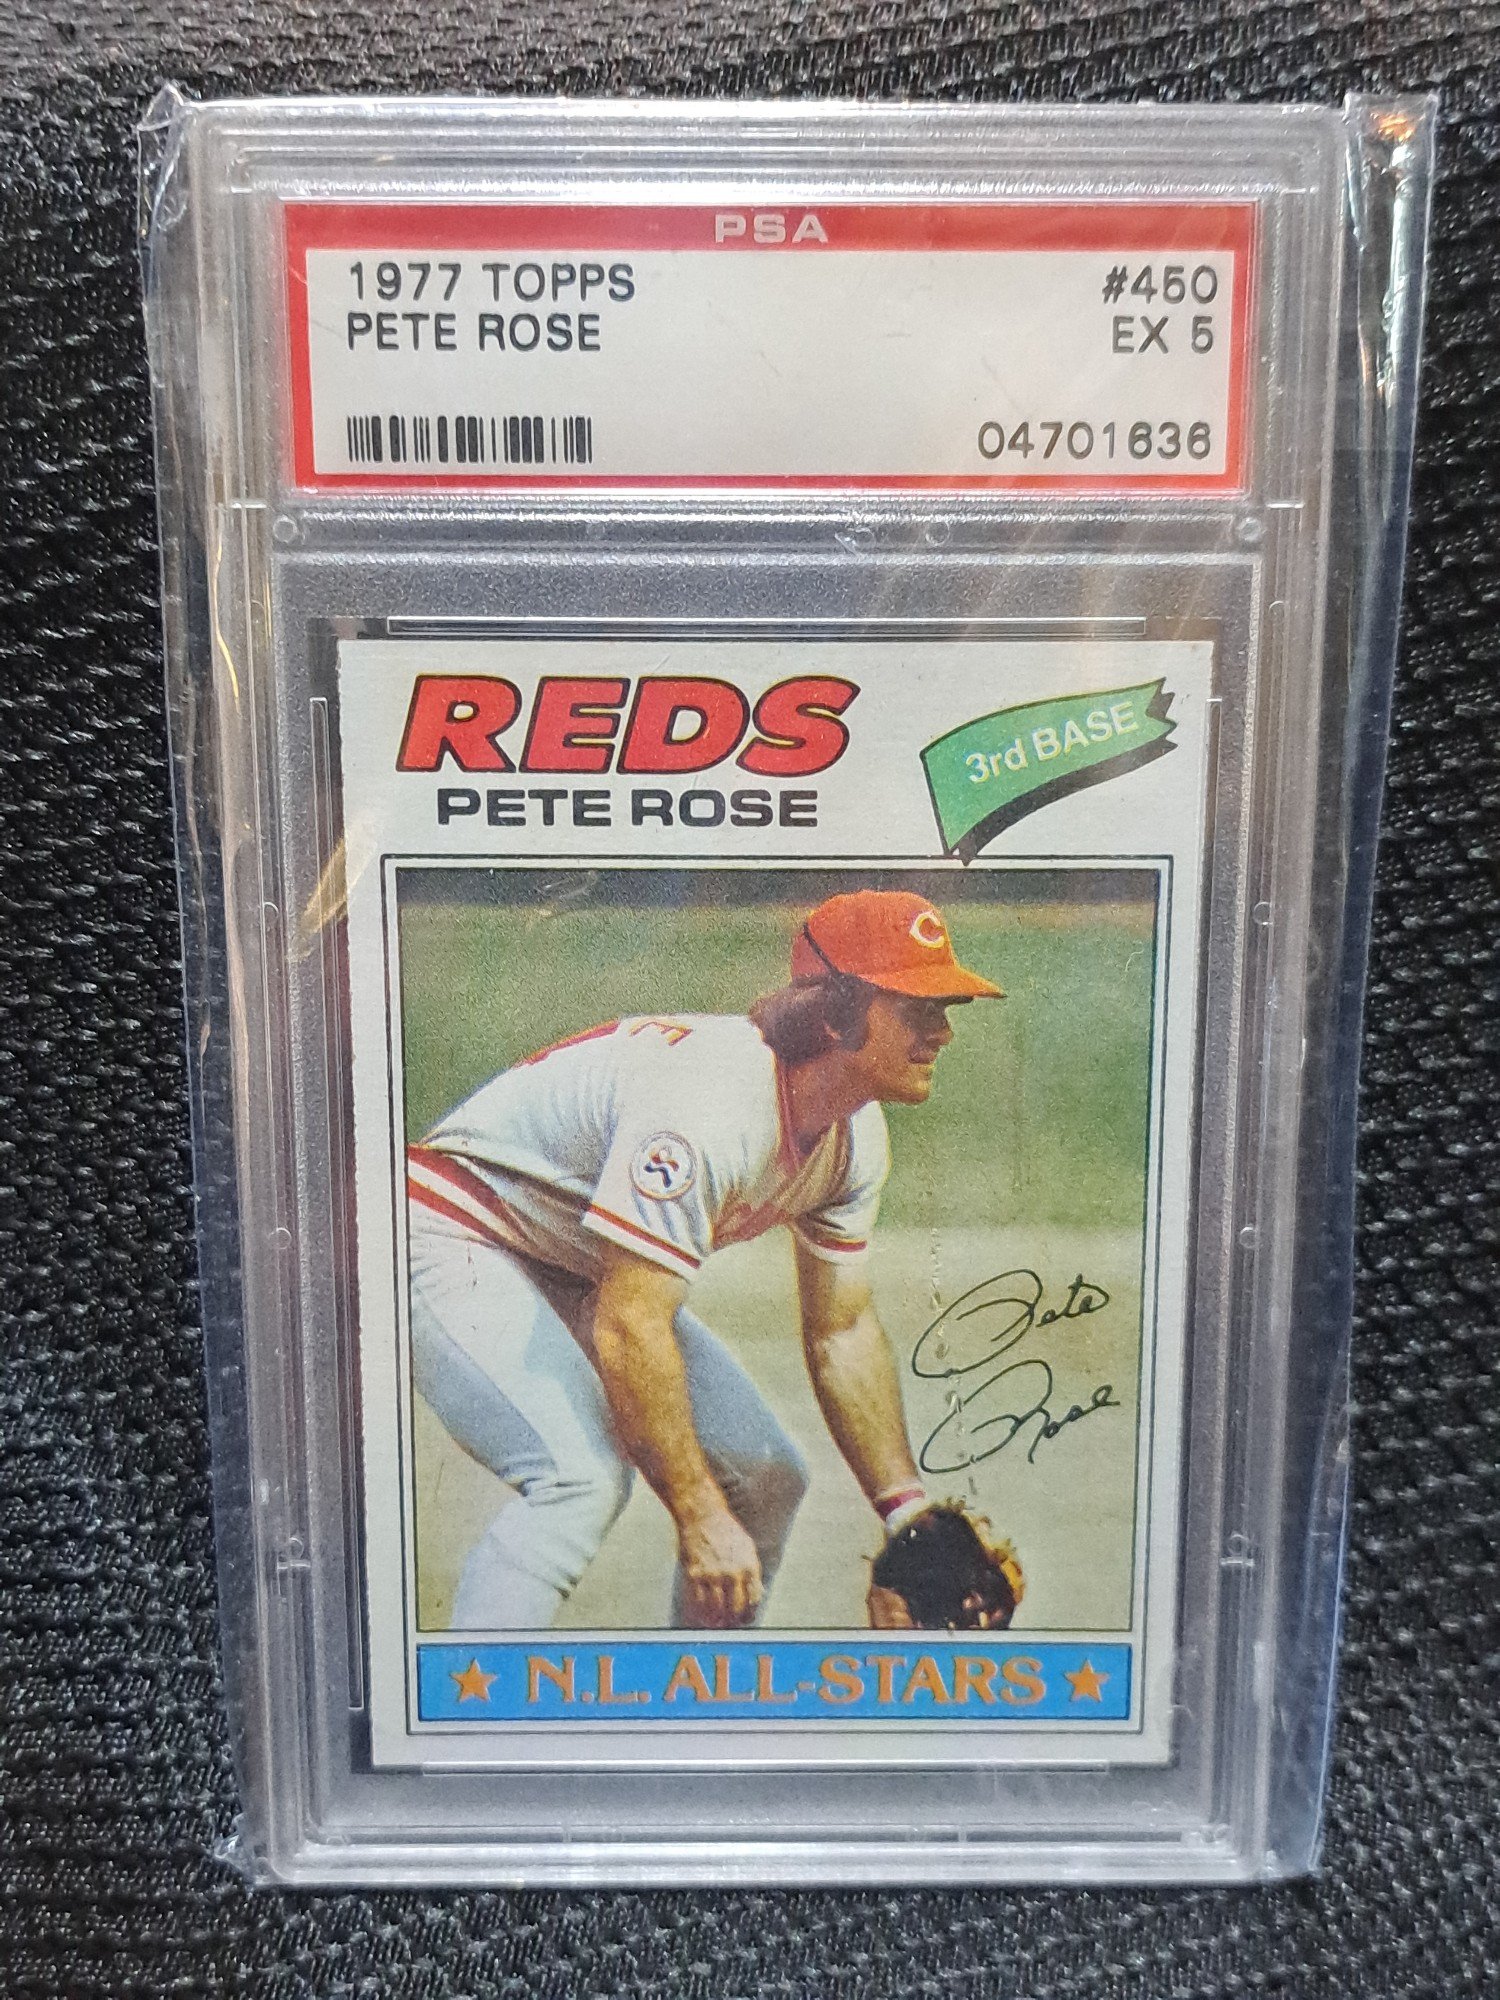 PSA
1977 TOPPS #450
PETE ROSE EX 5
04701636
REDS
PETE ROSE
3rd BASE
C
Pete
Rose
★ N.L. ALL-STARS ★